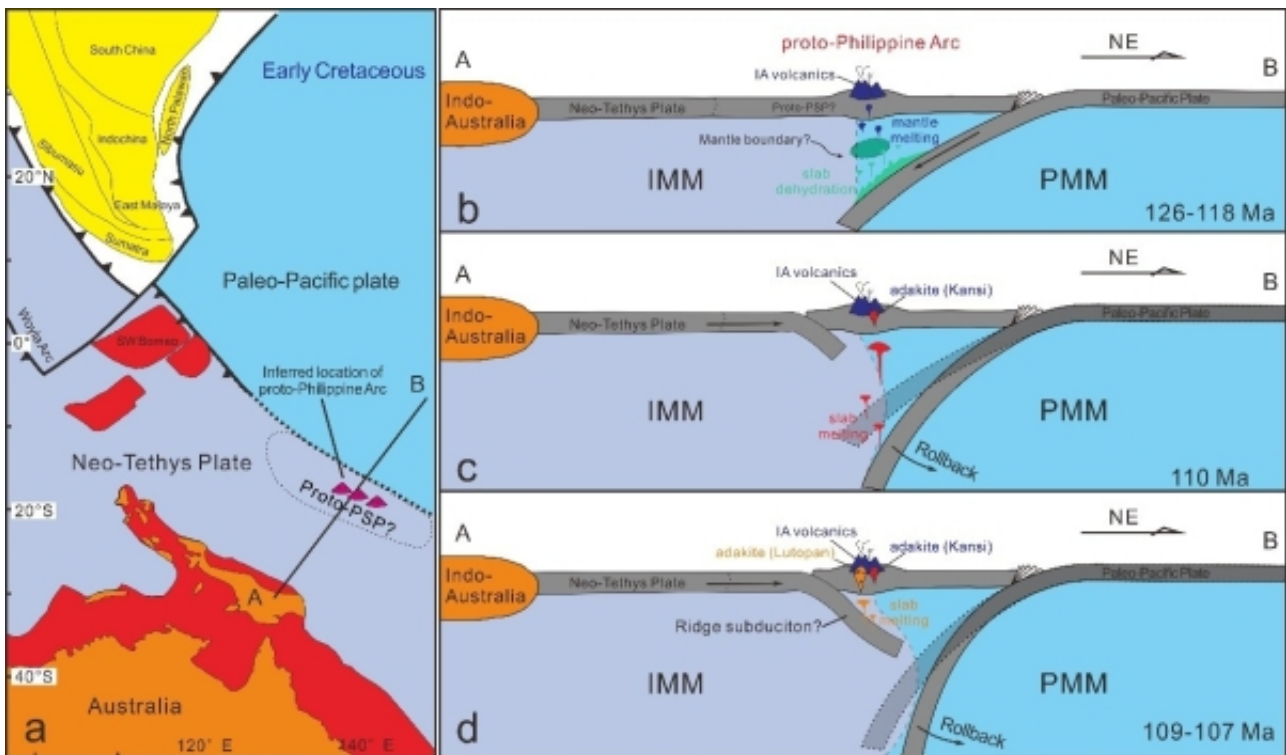 South China
Early Cretaceous
North Palawan
Indochina
Sibumasu
20°N
East Malaya
Sumatra
Paleo-Pacific plate
Woyla Arc
0°
SW Borneo
Inferred location of
proto-Philippine Arc
B
Neo-Tethys Plate
20°S
Proto-PSP?
A
40°S
Australia
a
120° E
140° E
proto-Philippine Arc
NE
A
B
IA volcanics
Indo-
Australia
Neo-Tethys Plate
Proto-PSP?
Paleo-Pacific Plate
mantle
melting
Mantle boundary?
slab
dehydration
IMM
PMM
b
126-118 Ma
NE
A
B
IA volcanics
adakite (Kansi)
Indo-
Australia
Neo-Tethys Plate
Paleo-Pacific Plate
IMM
PMM
slab
melting
Rollback
c
110 Ma
NE
A
B
IA volcanics
adakite (Lutopan)
adakite (Kansi)
Indo-
Australia
Neo-Tethys Plate
Paleo-Pacific Plate
slab
melting
Ridge subduciton?
IMM
PMM
Rollback
d
109-107 Ma